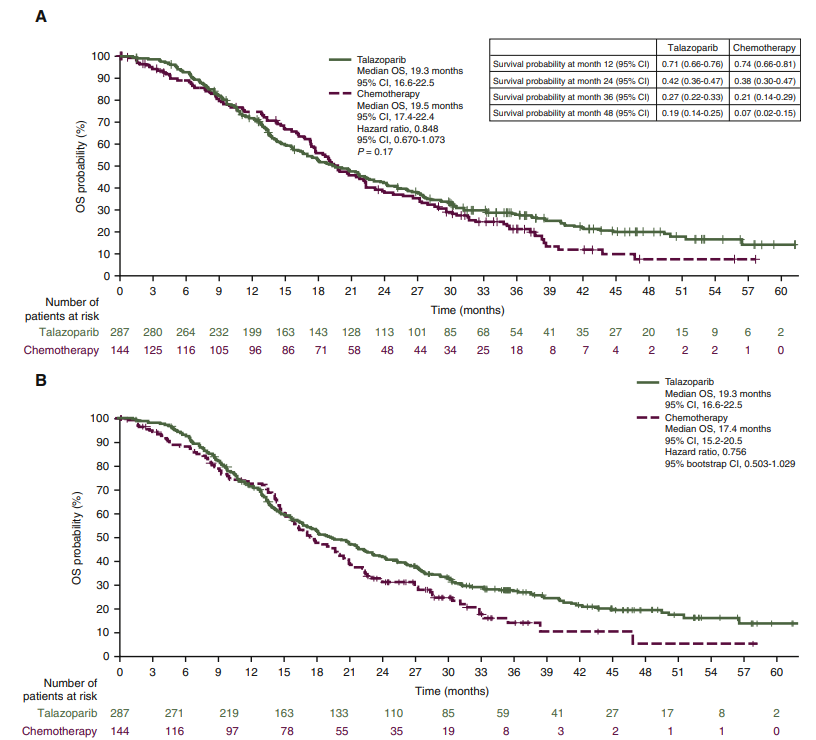 A
Talazoparib
Median OS, 19.3 months
95% CI, 16.6-22.5
Chemotherapy
Median OS, 19.5 months
95% CI, 17.4-22.4
Hazard ratio, 0.848
95% CI, 0.670-1.073
P = 0.17
Talazoparib Chemotherapy
Survival probability at month 12 (95% CI) 0.71 (0.66-0.76) 0.74 (0.66-0.81)
Survival probability at month 24 (95% CI) 0.42 (0.36-0.47) 0.38 (0.30-0.47)
Survival probability at month 36 (95% CI) 0.27 (0.22-0.33) 0.21 (0.14-0.29)
Survival probability at month 48 (95% CI) 0.19 (0.14-0.25) 0.07 (0.02-0.15)
OS probability (%)
100
90
80
70
60
50
40
30
20
10
0
0 3 6 9 12 15 18 21 24 27 30 33 36 39 42 45 48 51 54 57 60
Time (months)
Number of
patients at risk
Talazoparib 287 280 264 232 199 163 143 128 113 101 85 68 54 41 35 27 20 15 9 6 2
Chemotherapy 144 125 116 105 96 86 71 58 48 44 34 25 18 8 7 4 2 2 2 1 0
B
Talazoparib
Median OS, 19.3 months
95% CI, 16.6-22.5
Chemotherapy
Median OS, 17.4 months
95% CI, 15.2-20.5
Hazard ratio, 0.756
95% bootstrap CI, 0.503-1.029
OS probability (%)
100
90
80
70
60
50
40
30
20
10
0
0 3 6 9 12 15 18 21 24 27 30 33 36 39 42 45 48 51 54 57 60
Time (months)
Number of
patients at risk
Talazoparib 287 271 219 163 133 110 85 59 41 27 17 8 2
Chemotherapy 144 116 97 78 55 35 19 8 3 2 1 1 0